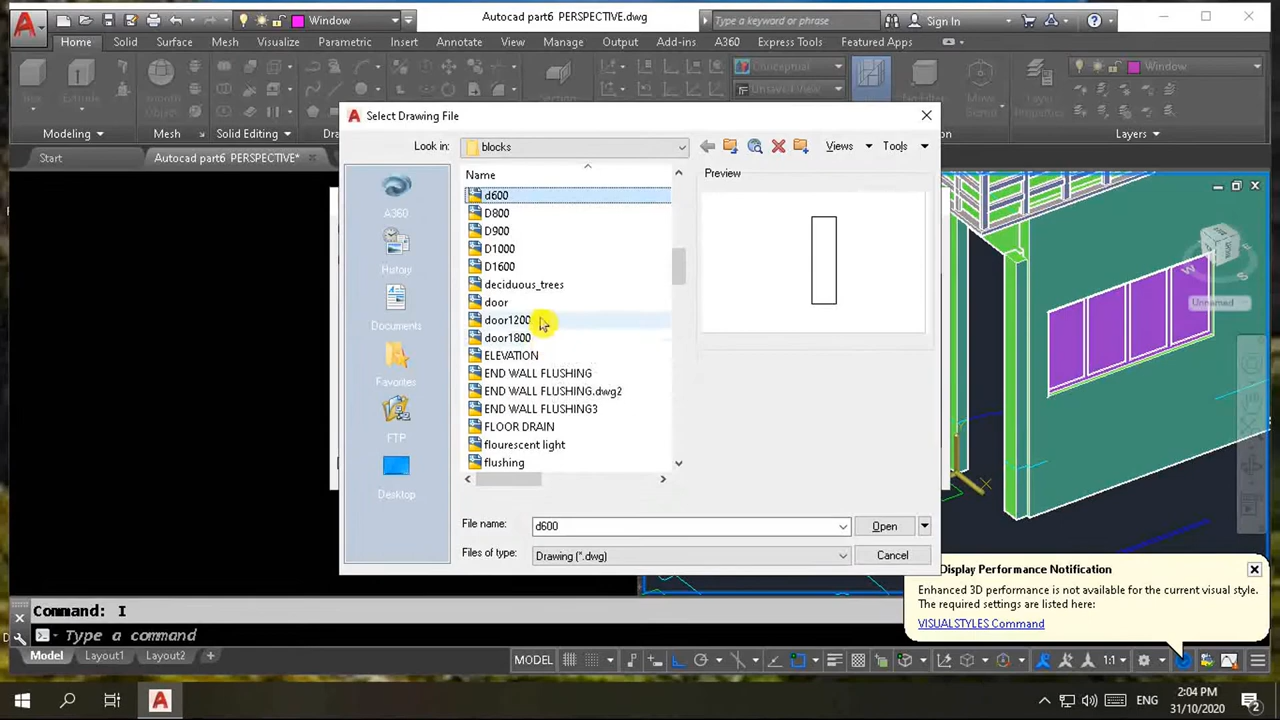 Window
Autocad part6 PERSPECTIVE.dwg
Type a keyword or phrase
Sign In
Home
Solid
Surface
Mesh
Visualize
Parametric
Insert
Annotate
View
Manage
Output
Add-ins
A360
Express Tools
Featured Apps
Conceptual
Window
Modeling
Mesh
Solid Editing
Layers
Start
Autocad part6 PERSPECTIVE*
Select Drawing File
Look in:
blocks
Views
Tools
Name
Preview
d600
D800
D900
D1000
D1600
deciduous_trees
door
door1200
door1800
ELEVATION
END WALL FLUSHING
END WALL FLUSHING.dwg2
END WALL FLUSHING3
FLOOR DRAIN
flourescent light
flushing
A360
History
Documents
Favorites
FTP
Desktop
File name:
d600
Open
Files of type:
Drawing (*.dwg)
Cancel
W
S
Unnamed
Display Performance Notification
Enhanced 3D performance is not available for the current visual style.
The required settings are listed here:
VISUALSTYLES Command
Command: I
Type a command
Model
Layout1
Layout2
MODEL
1:1
ENG
2:04 PM
31/10/2020
2